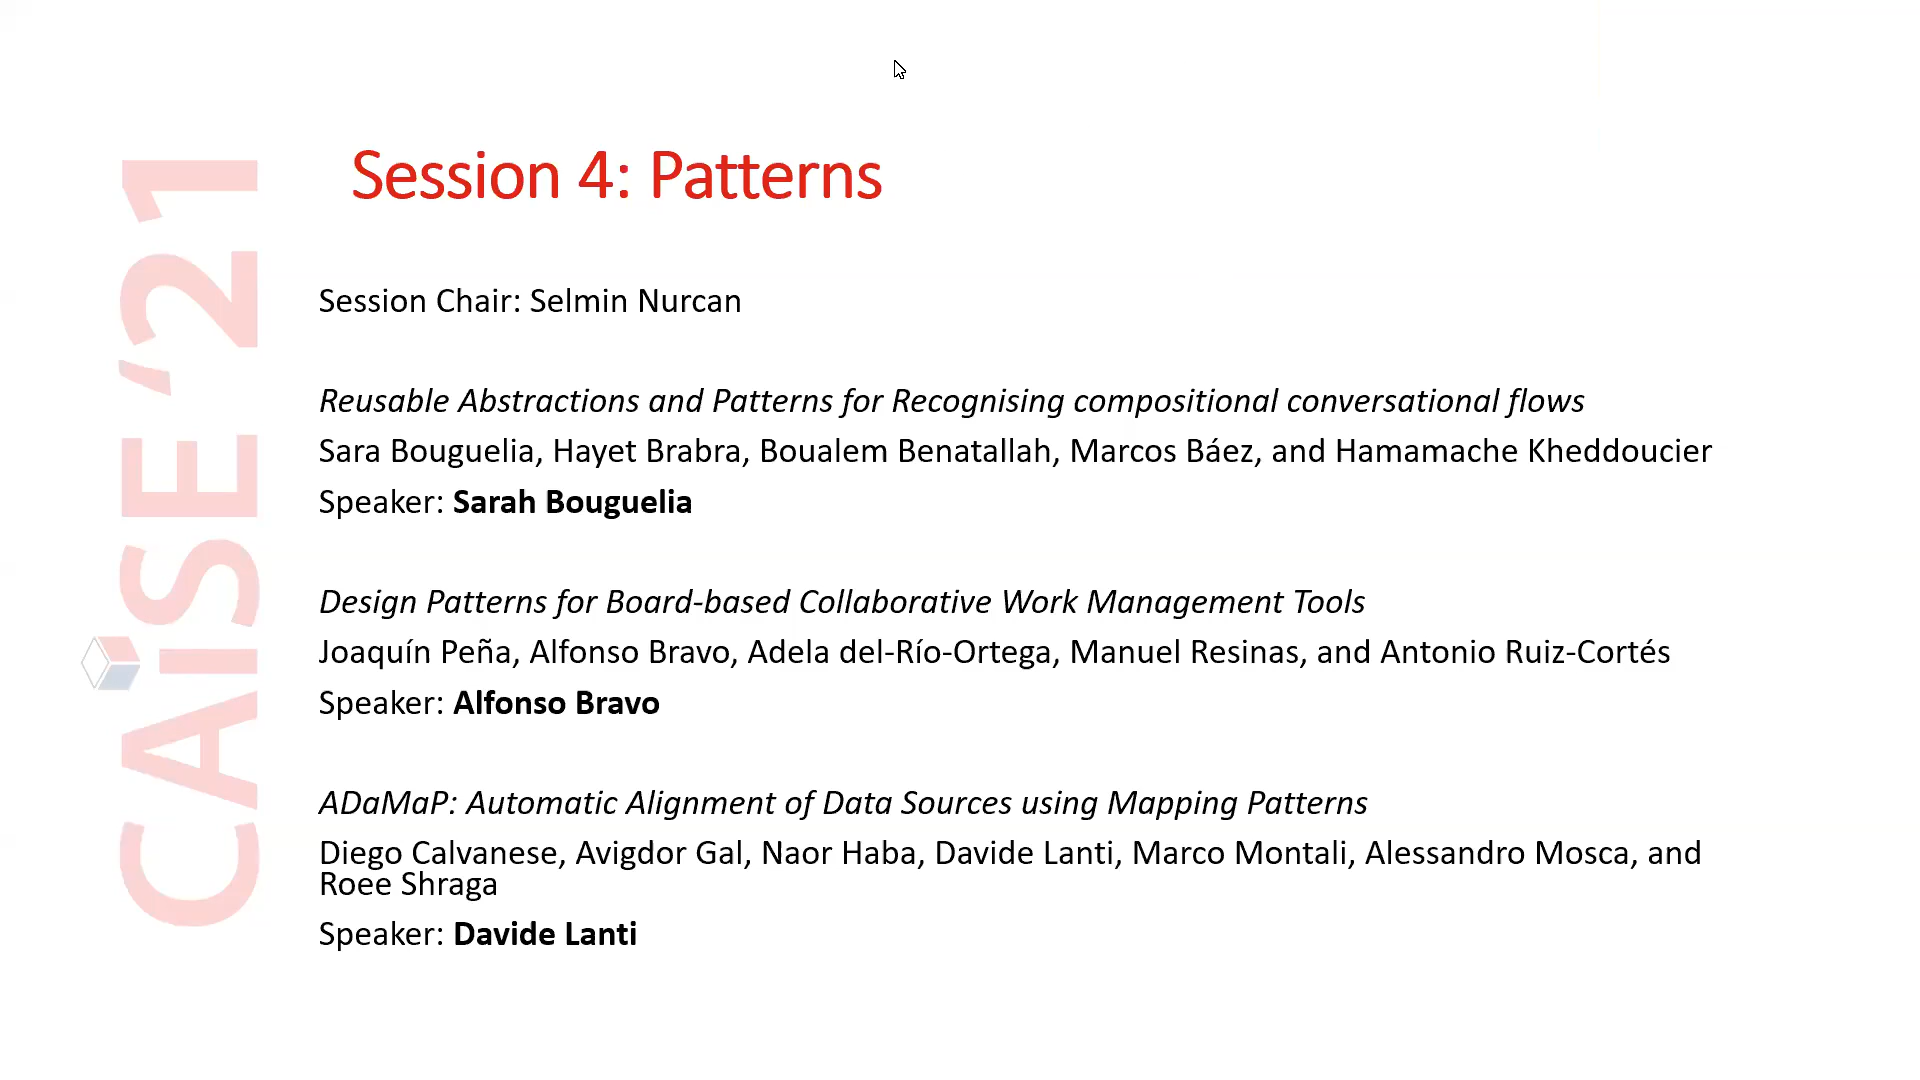 CAiSE '21
Session 4: Patterns
Session Chair: Selmin Nurcan
Reusable Abstractions and Patterns for Recognising compositional conversational flows
Sara Bouguelia, Hayet Brabra, Boualem Benatallah, Marcos Báez, and Hamamache Kheddoucier
Speaker: Sarah Bouguelia
Design Patterns for Board-based Collaborative Work Management Tools
Joaquín Peña, Alfonso Bravo, Adela del-Río-Ortega, Manuel Resinas, and Antonio Ruiz-Cortés
Speaker: Alfonso Bravo
ADaMaP: Automatic Alignment of Data Sources using Mapping Patterns
Diego Calvanese, Avigdor Gal, Naor Haba, Davide Lanti, Marco Montali, Alessandro Mosca, and
Roee Shraga
Speaker: Davide Lanti